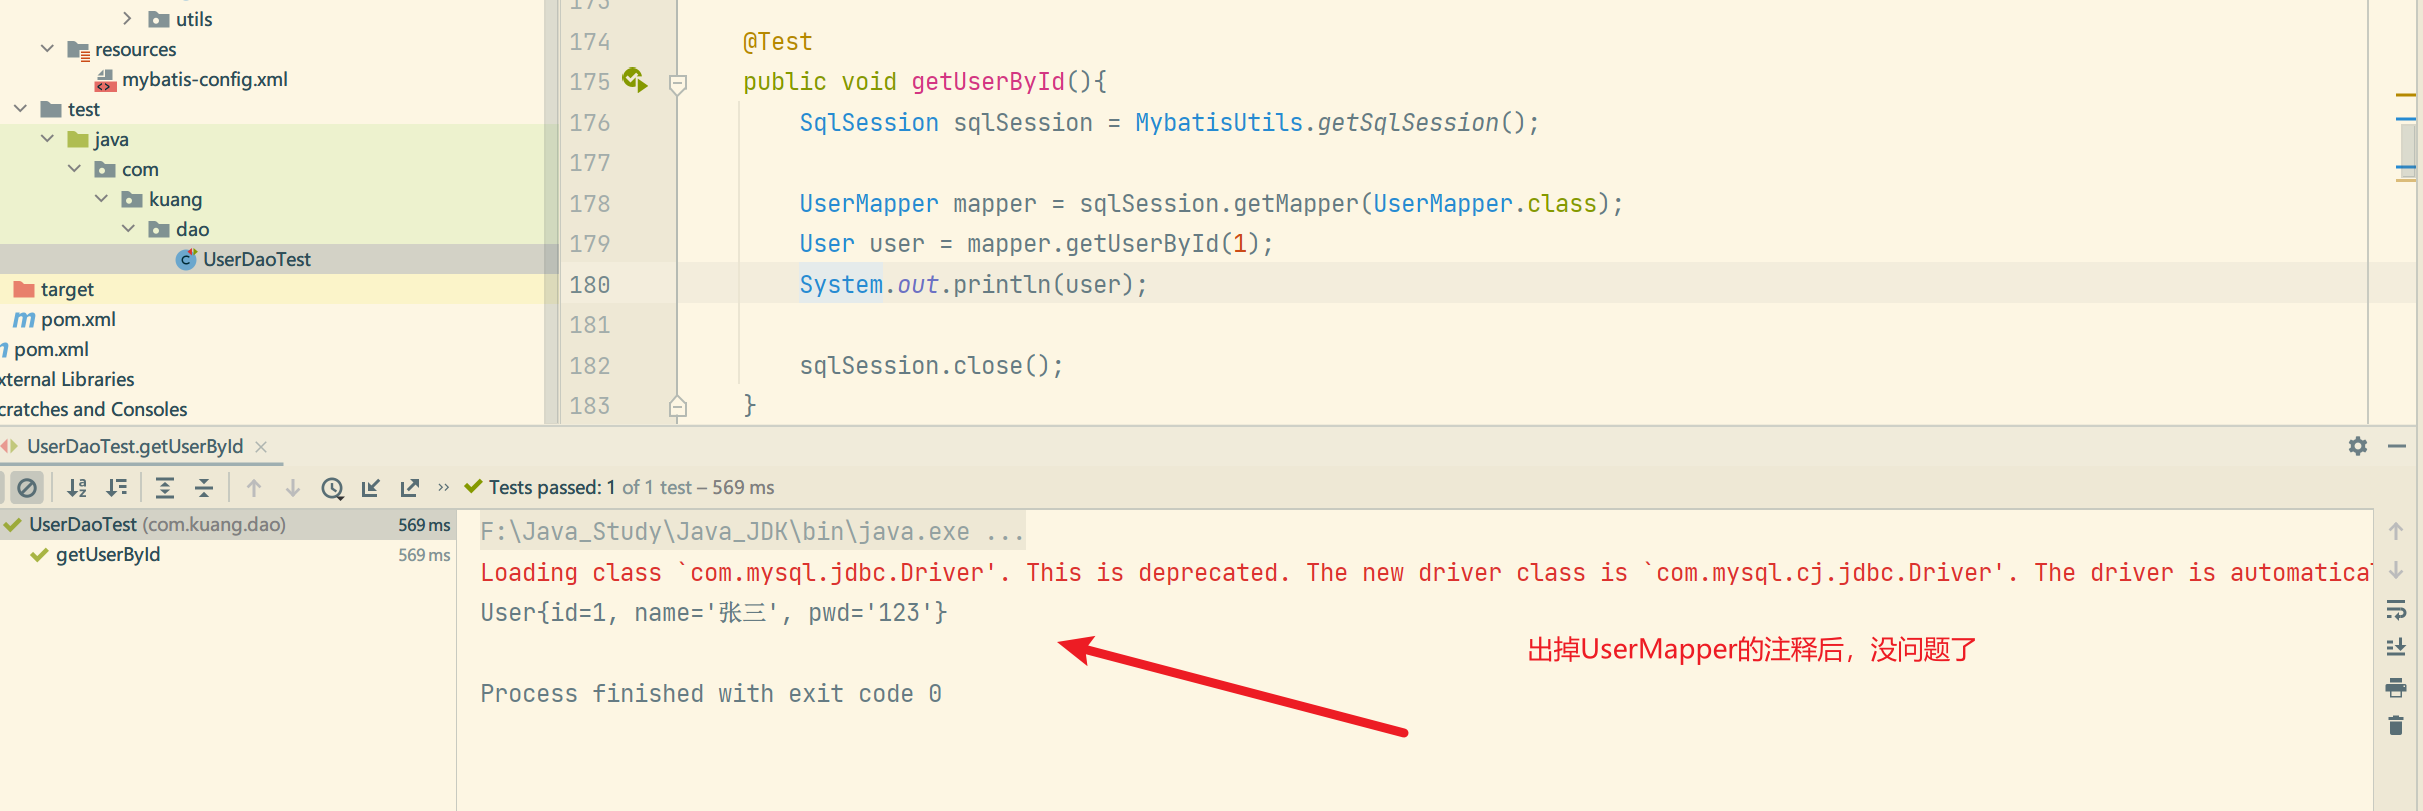 utils
resources
mybatis-config.xml
test
java
com
kuang
dao
UserDaoTest
target
pom.xml
pom.xml
xternal Libraries
cratches and Consoles
173
174 @Test
175 public void getUserById(){
176 SqlSession sqlSession = MybatisUtils.getSqlSession();
177
178 UserMapper mapper = sqlSession.getMapper(UserMapper.class);
179 User user = mapper.getUserById(1);
180 System.out.println(user);
181
182 sqlSession.close();
183 }
UserDaoTest.getUserById
Tests passed: 1 of 1 test – 569 ms
UserDaoTest (com.kuang.dao) 569 ms
getUserById 569 ms
F:\Java_Study\Java_JDK\bin\java.exe ...
Loading class `com.mysql.jdbc.Driver'. This is deprecated. The new driver class is `com.mysql.cj.jdbc.Driver'. The driver is automatical
User{id=1, name='张三', pwd='123'}
出掉UserMapper的注释后，没问题了
Process finished with exit code 0